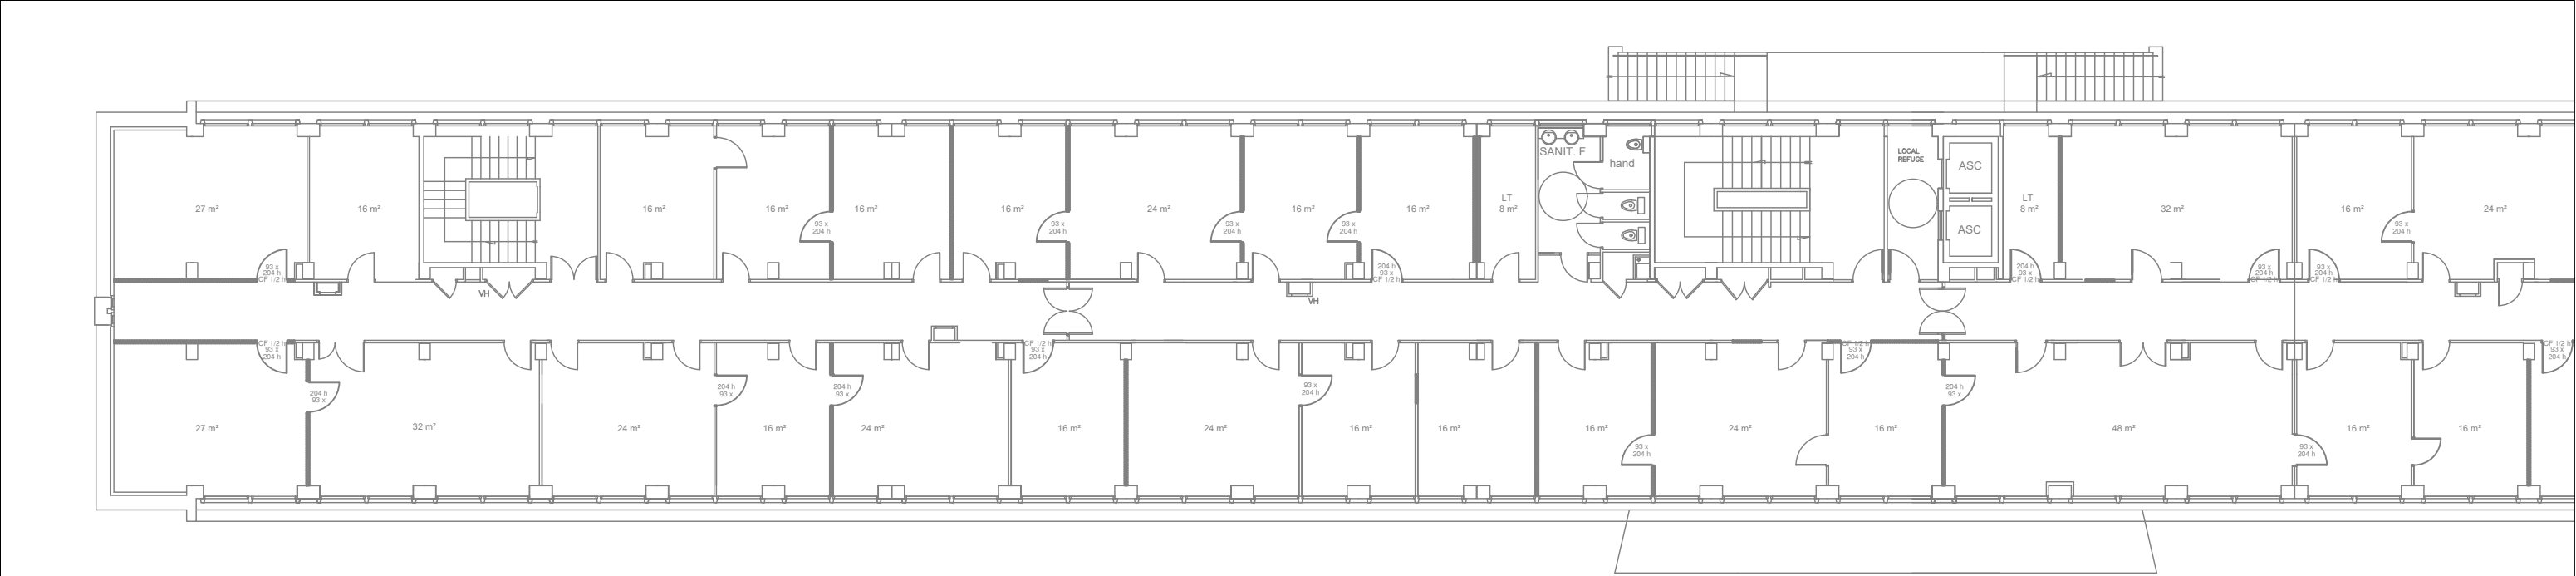 SANIT. F
hand
LOCAL
REFUGE
ASC
ASC
27 m²
16 m²
16 m²
16 m²
16 m²
16 m²
24 m²
16 m²
16 m²
LT
8 m²
LT
8 m²
32 m²
16 m²
24 m²
93 x
204 h
93 x
204 h
93 x
204 h
93 x
204 h
93 x
204 h
93 x
204 h
CF 1/2 h
204 h
93 x
CF 1/2 h
204 h
93 x
CF 1/2 h
93 x
204 h
CF 1/2 h
93 x
204 h
CF 1/2 h
VH
VH
CF 1/2 h
93 x
204 h
CF 1/2 h
93 x
204 h
CF 1/2 h
93 x
204 h
CF 1/2 h
93 x
204 h
204 h
93 x
204 h
93 x
204 h
93 x
93 x
204 h
204 h
93 x
27 m²
32 m²
24 m²
16 m²
24 m²
16 m²
24 m²
16 m²
16 m²
16 m²
24 m²
16 m²
48 m²
16 m²
16 m²
93 x
204 h
93 x
204 h